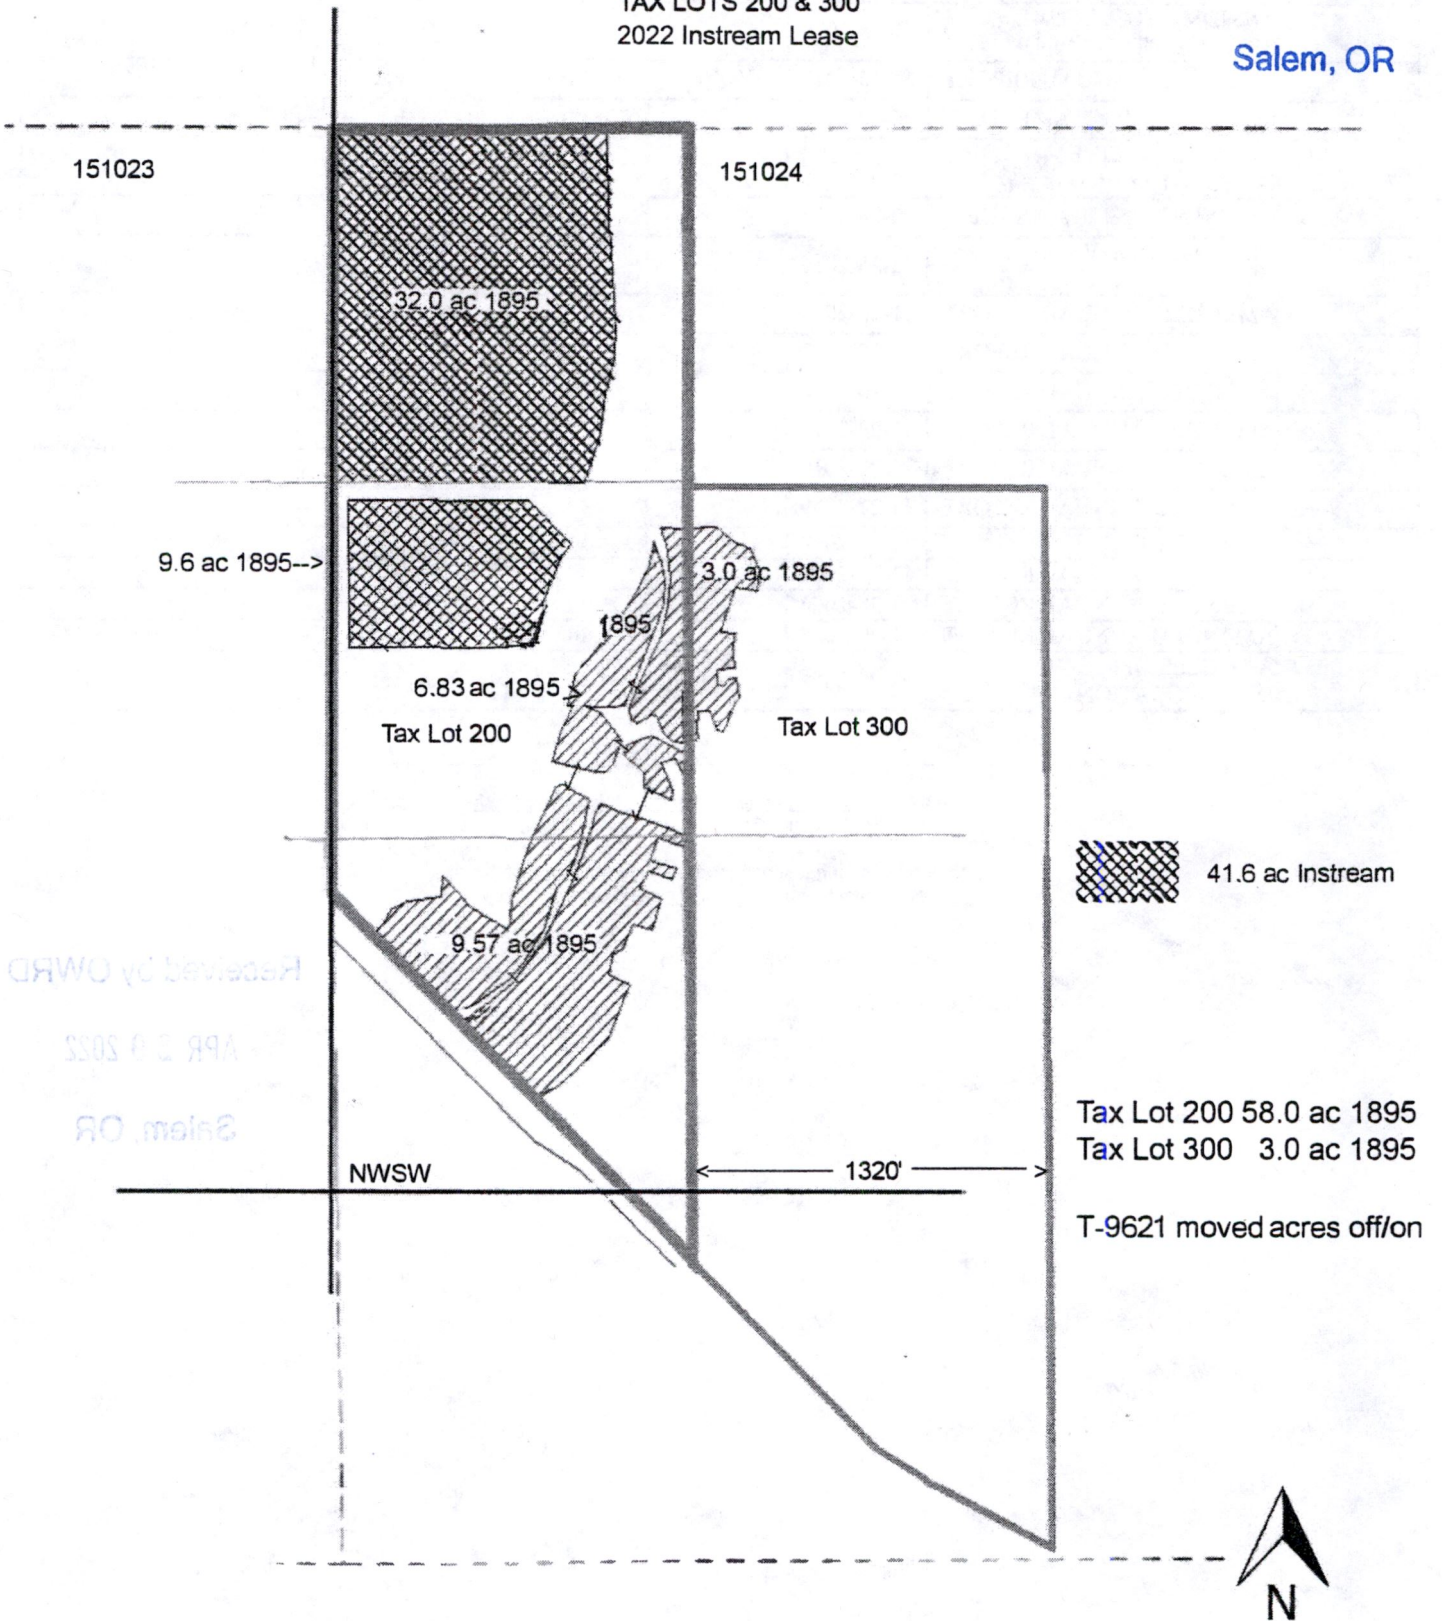 TAX LOTS 200 & 300
2022 Instream Lease
Salem, OR
151023
151024
32.0 ac 1895
9.6 ac 1895-->
3.0 ac 1895
1895
6.83 ac 1895
Tax Lot 200
Tax Lot 300
41.6 ac Instream
9.57 ac 1895
Received by OWRD
APR 2 0 2022
Salem, OR
Tax Lot 200 58.0 ac 1895
Tax Lot 300 3.0 ac 1895
NWSW
1320'
T-9621 moved acres off/on
N